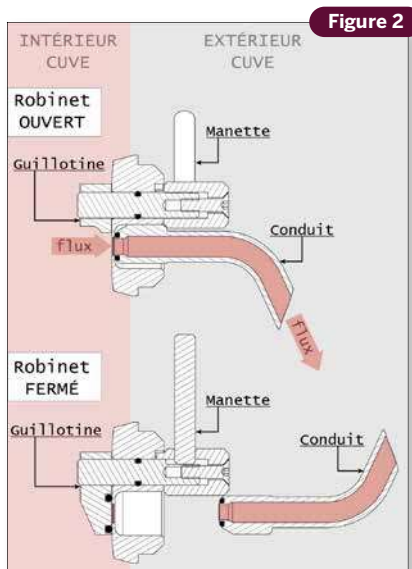 Figure 2
INTÉRIEUR
CUVE
EXTÉRIEUR
CUVE
Robinet
OUVERT
Manette
Guillotine
Conduit
flux
flux
Robinet
FERMÉ
Manette
Guillotine
Conduit